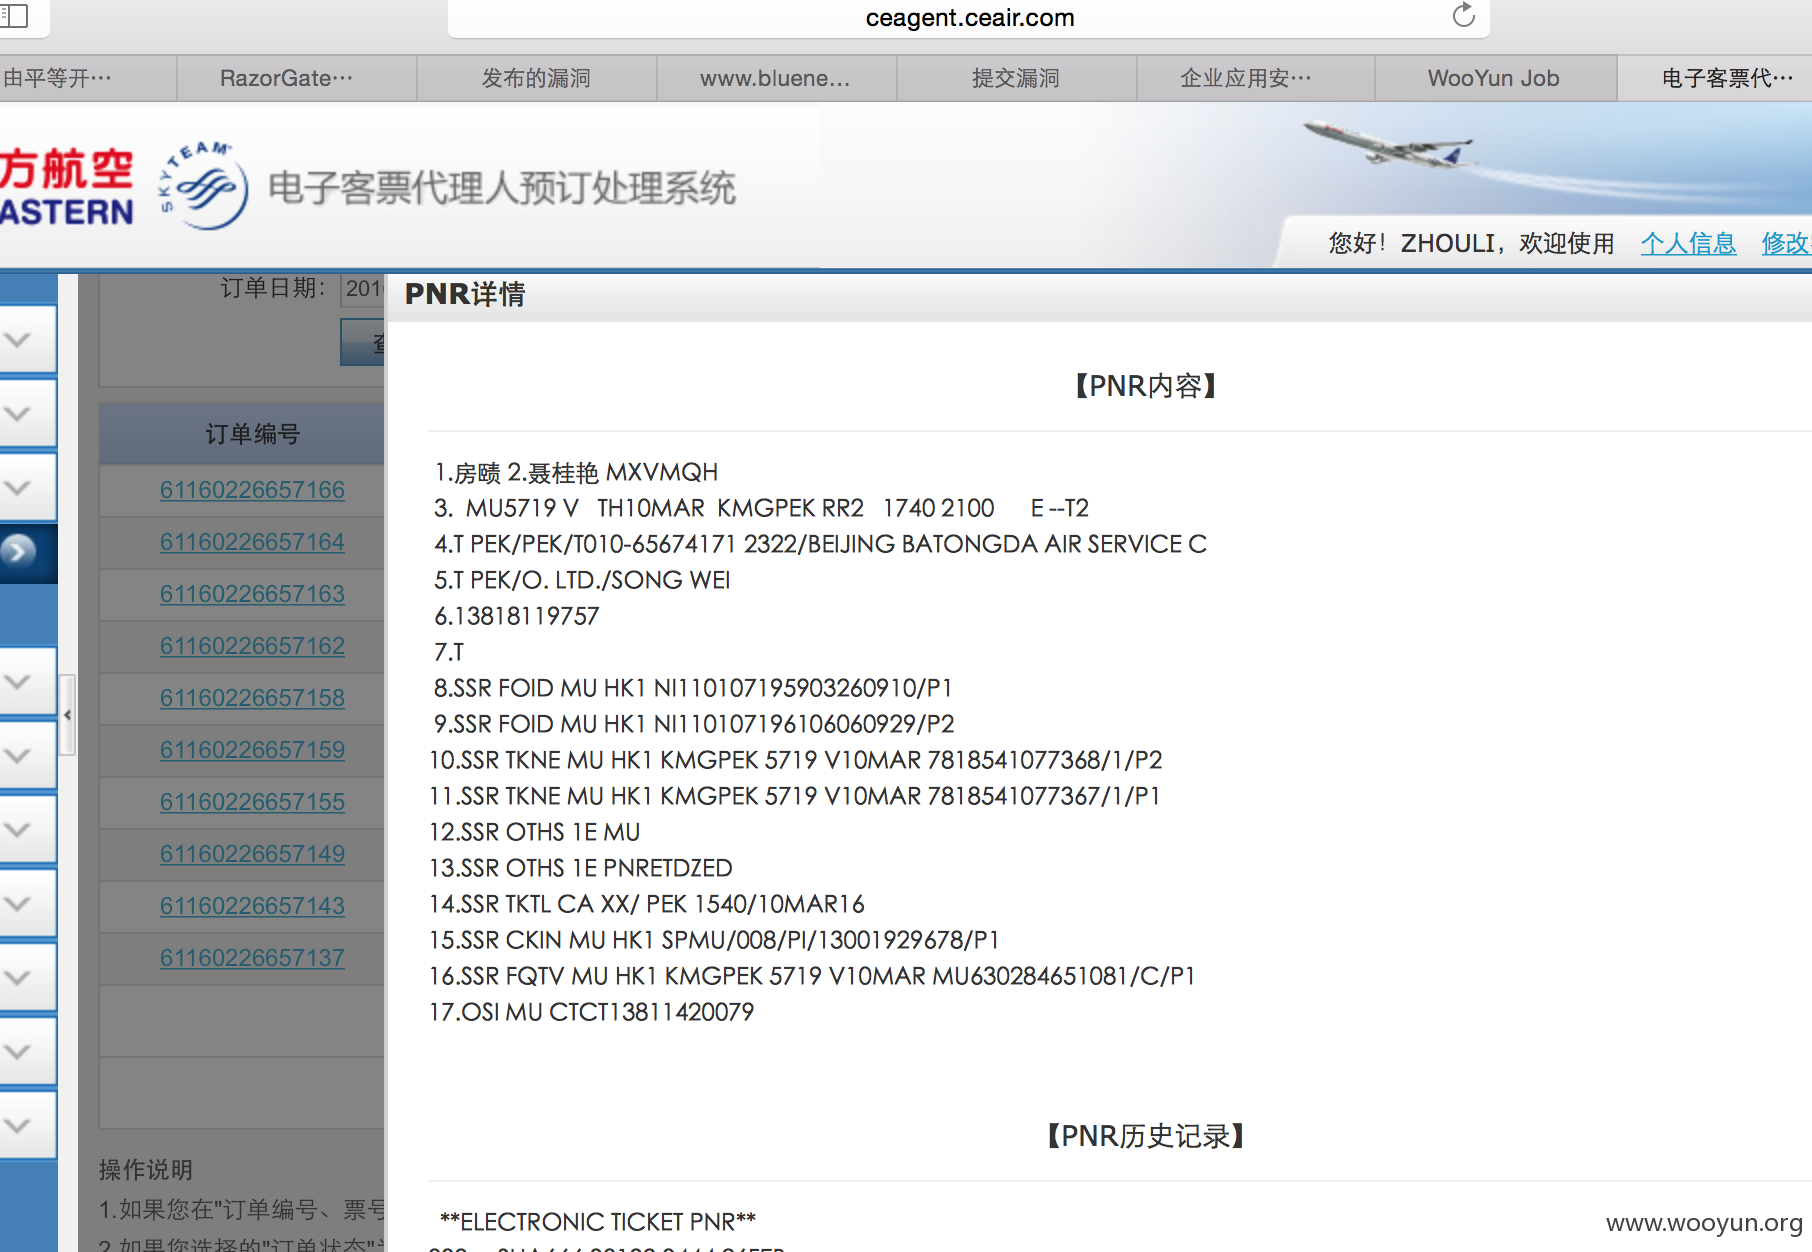 ceagent.ceair.com
由平等开…
RazorGate…
发布的漏洞
www.bluene…
提交漏洞
企业应用安…
WooYun Job
电子客票代…
方航空
ASTERN
SKYTEAM
电子客票代理人预订处理系统
您好！ZHOULI，欢迎使用 个人信息 修改
订单日期：
201
查
订单编号
61160226657166
61160226657164
61160226657163
61160226657162
61160226657158
61160226657159
61160226657155
61160226657149
61160226657143
61160226657137
操作说明
1.如果您在"订单编号、票号
2.如果您选择的"订单状态"为
PNR详情
【PNR内容】
1.房赜 2.聂桂艳 MXVMQH
3. MU5719 V TH10MAR KMGPEK RR2 1740 2100 E --T2
4.T PEK/PEK/T010-65674171 2322/BEIJING BATONGDA AIR SERVICE C
5.T PEK/O. LTD./SONG WEI
6.13818119757
7.T
8.SSR FOID MU HK1 NI110107195903260910/P1
9.SSR FOID MU HK1 NI110107196106060929/P2
10.SSR TKNE MU HK1 KMGPEK 5719 V10MAR 7818541077368/1/P2
11.SSR TKNE MU HK1 KMGPEK 5719 V10MAR 7818541077367/1/P1
12.SSR OTHS 1E MU
13.SSR OTHS 1E PNRETDZED
14.SSR TKTL CA XX/ PEK 1540/10MAR16
15.SSR CKIN MU HK1 SPMU/008/PI/13001929678/P1
16.SSR FQTV MU HK1 KMGPEK 5719 V10MAR MU630284651081/C/P1
17.OSI MU CTCT13811420079
【PNR历史记录】
**ELECTRONIC TICKET PNR**
www.wooyun.org